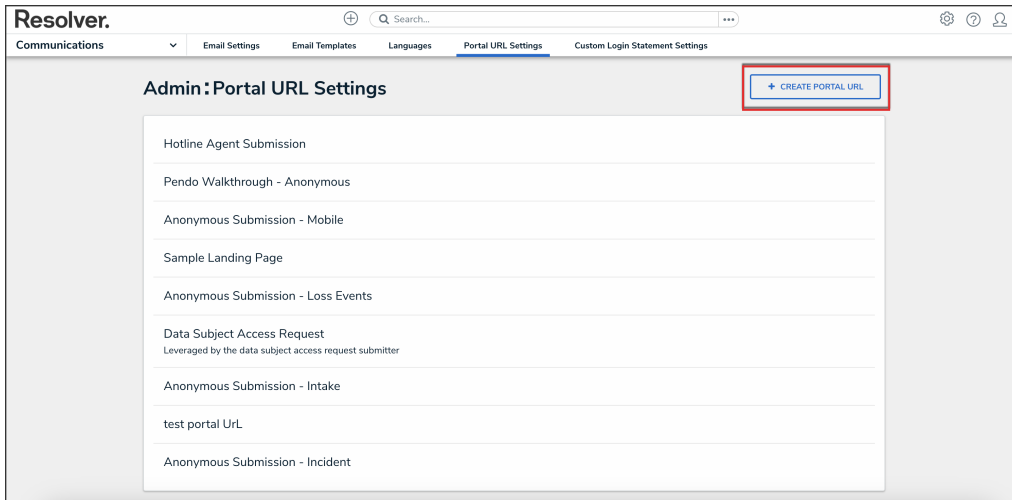 Resolver.
Search...
Communications
Email Settings
Email Templates
Languages
Portal URL Settings
Custom Login Statement Settings
Admin:Portal URL Settings
+ CREATE PORTAL URL
Hotline Agent Submission
Pendo Walkthrough - Anonymous
Anonymous Submission - Mobile
Sample Landing Page
Anonymous Submission - Loss Events
Data Subject Access Request
Leveraged by the data subject access request submitter
Anonymous Submission - Intake
test portal UrL
Anonymous Submission - Incident